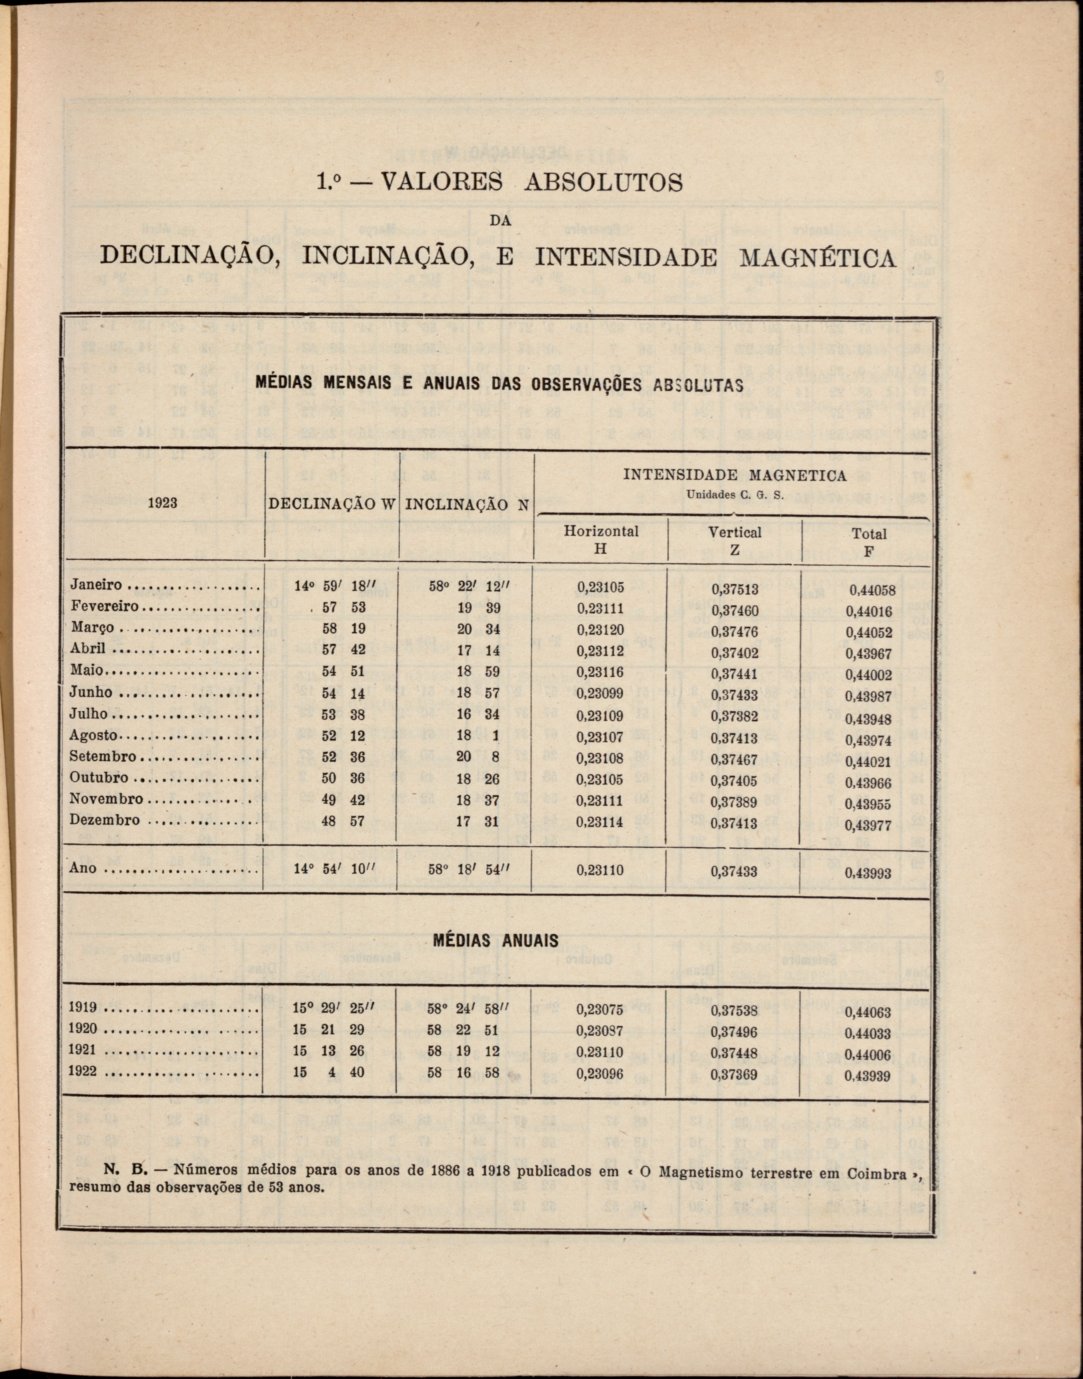 1.º — VALORES ABSOLUTOS
DA
DECLINAÇÃO, INCLINAÇÃO, E INTENSIDADE MAGNÉTICA
MÉDIAS MENSAIS E ANUAIS DAS OBSERVAÇÕES ABSOLUTAS
1923 DECLINAÇÃO W INCLINAÇÃO N INTENSIDADE MAGNETICA
Unidades C. G. S.
Horizontal Vertical Total
H Z F
Janeiro ..................... 14º 59′ 18′′ 58º 22′ 12′′ 0,23105 0,37513 0,44058
Fevereiro..................... 57 53 19 39 0,23111 0,37460 0,44016
Março ..................... 58 19 20 34 0,23120 0,37476 0,44052
Abril ..................... 57 42 17 14 0,23112 0,37402 0,43967
Maio..................... 54 51 18 59 0,23116 0,37441 0,44002
Junho ..................... 54 14 18 57 0,23099 0,37433 0,43987
Julho ..................... 53 38 16 34 0,23109 0,37382 0,43948
Agosto..................... 52 12 18 1 0,23107 0,37413 0,43974
Setembro..................... 52 36 20 8 0,23108 0,37467 0,44021
Outubro ..................... 50 36 18 26 0,23105 0,37405 0,43966
Novembro..................... 49 42 18 37 0,23111 0,37389 0,43955
Dezembro ..................... 48 57 17 31 0,23114 0,37413 0,43977
Ano ..................... 14º 54′ 10′′ 58º 18′ 54′′ 0,23110 0,37433 0,43993
MÉDIAS ANUAIS
1919 ..................... 15º 29′ 25′′ 58º 24′ 58′′ 0,23075 0,37538 0,44063
1920 ..................... 15 21 29 58 22 51 0,23087 0,37496 0,44033
1921 ..................... 15 13 26 58 19 12 0,23110 0,37448 0,44006
1922 ..................... 15 4 40 58 16 58 0,23096 0,37369 0,43939
N. B. — Números médios para os anos de 1886 a 1918 publicados em « O Magnetismo terrestre em Coimbra »,
resumo das observações de 53 anos.